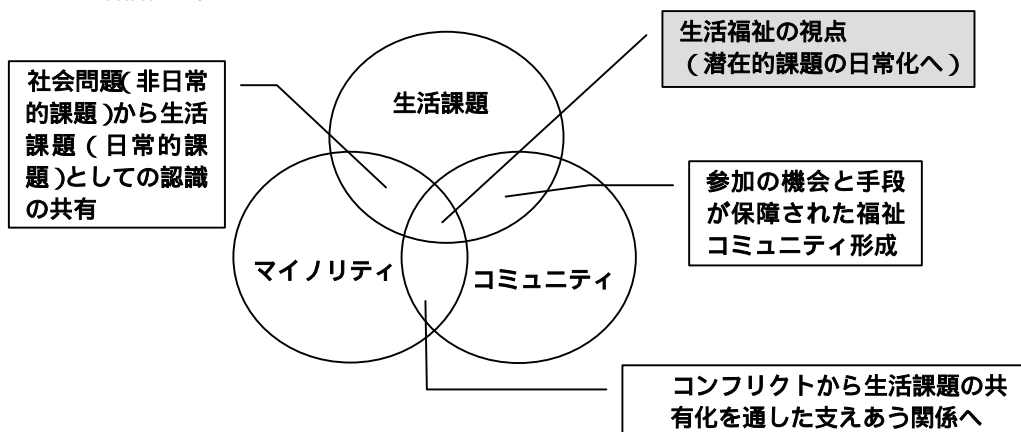 生活福祉の視点
（潜在的課題の日常化へ）
社会問題（非日常
的課題）から生活
課題（日常的課
題）としての認識
の共有
生活課題
参加の機会と手段
が保障された福祉
コミュニティ形成
マイノリティ
コミュニティ
コンフリクトから生活課題の共
有化を通した支えあう関係へ